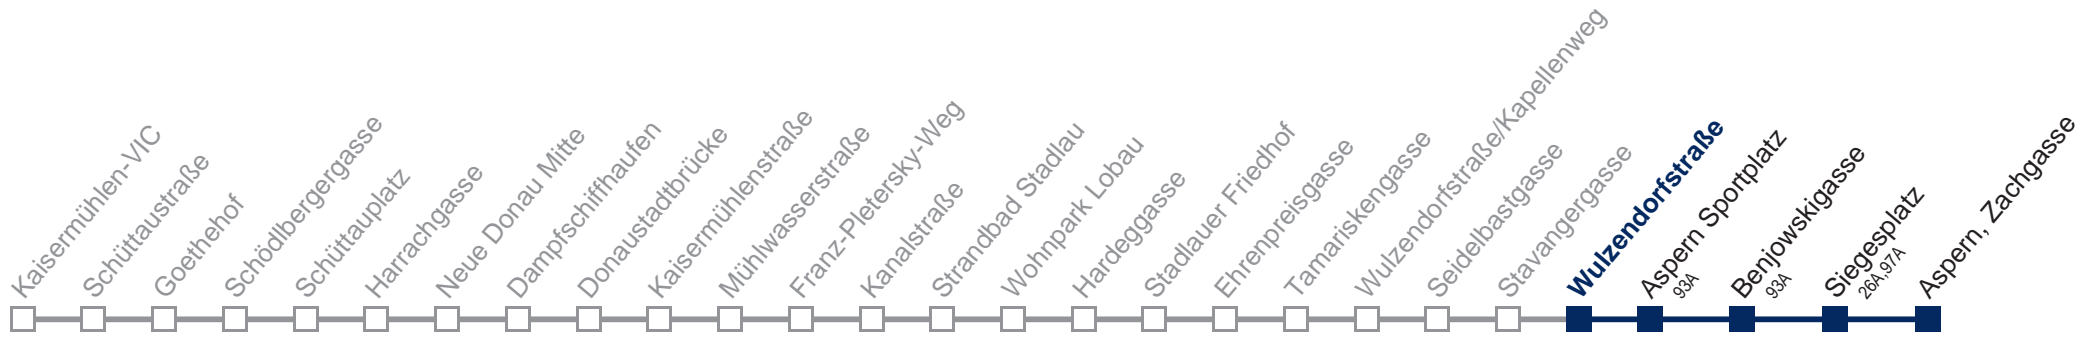 Kaisermühlen-VIC
Schüttaustraße
Goethehof
Schödlbergergasse
Schüttauplatz
Harrachgasse
Neue Donau Mitte
Dampfschiffhaufen
Donaustadtbrücke
Kaisermühlenstraße
Mühlwasserstraße
Franz-Pletersky-Weg
Kanalstraße
Strandbad Stadlau
Wohnpark Lobau
Hardeggasse
Stadlauer Friedhof
Ehrenpreisgasse
Tamariskengasse
Wulzendorfstraße/Kapellenweg
Seidelbastgasse
Stavangergasse
Wulzendorfstraße
Aspern Sportplatz
93A
Benjowskigasse
93A
Siegesplatz
26A,97A
Aspern, Zachgasse